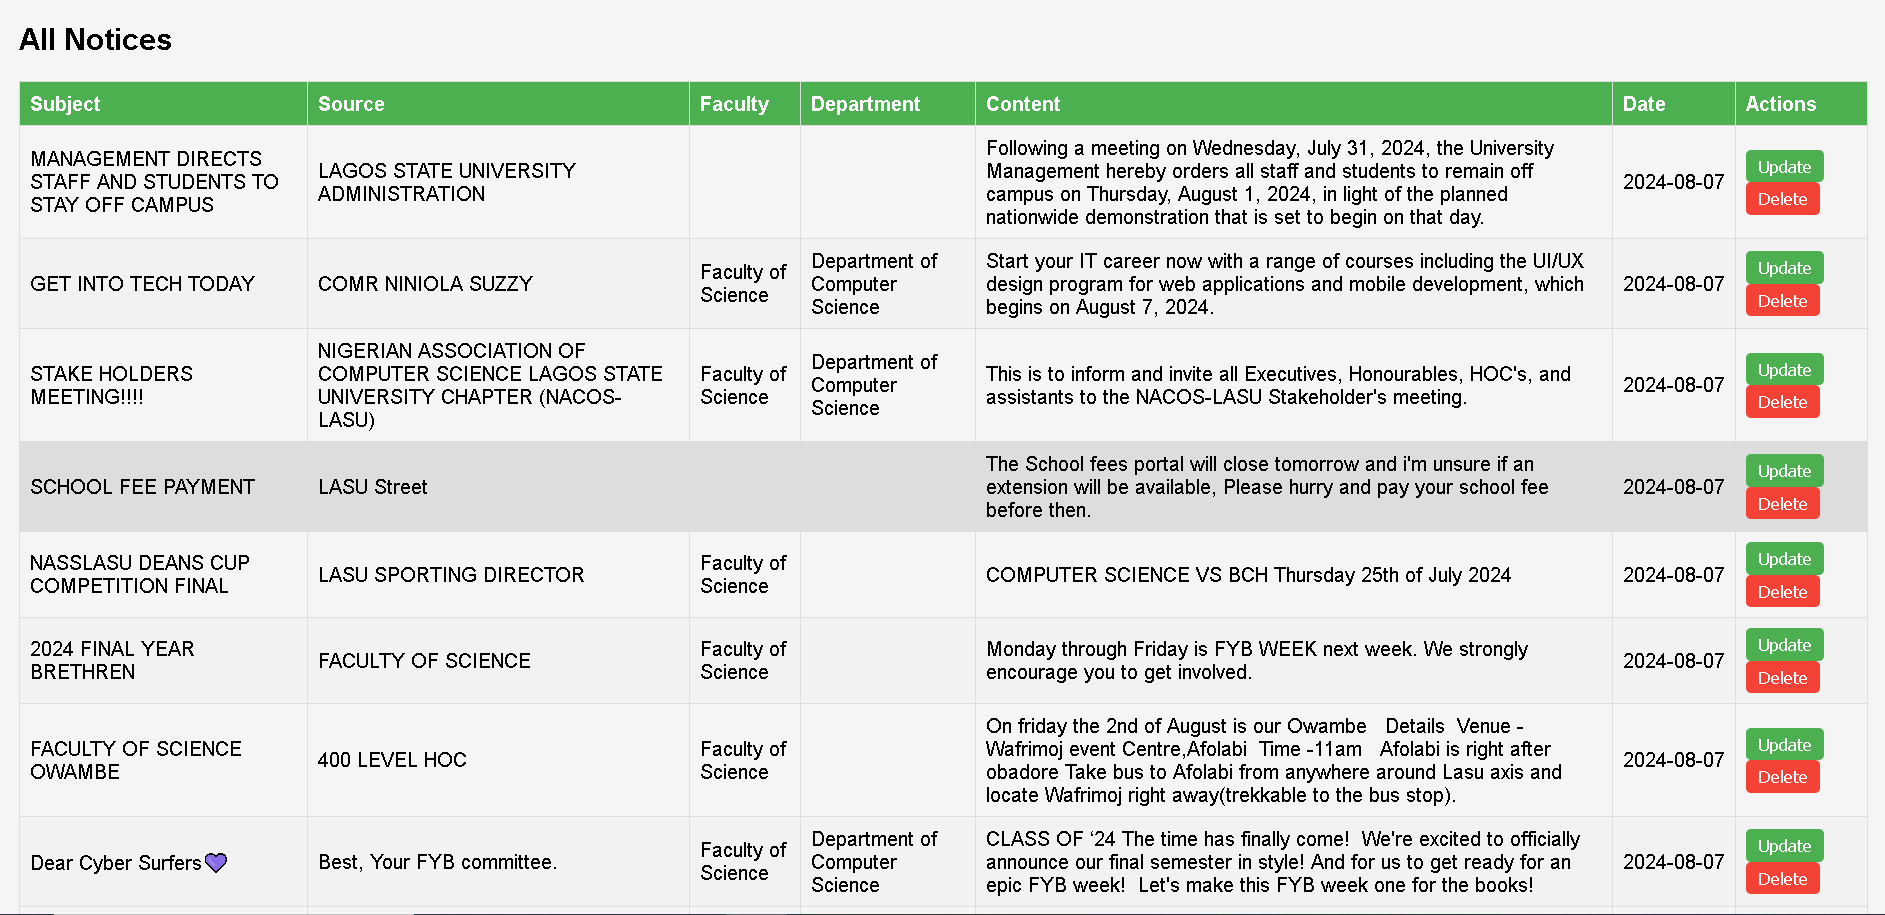 All Notices
Subject Source Faculty Department Content Date Actions
MANAGEMENT DIRECTS
STAFF AND STUDENTS TO
STAY OFF CAMPUS
LAGOS STATE UNIVERSITY
ADMINISTRATION
Following a meeting on Wednesday, July 31, 2024, the University
Management hereby orders all staff and students to remain off
campus on Thursday, August 1, 2024, in light of the planned
nationwide demonstration that is set to begin on that day.
2024-08-07
Update
Delete
GET INTO TECH TODAY
COMR NINIOLA SUZZY
Faculty of
Science
Department of
Computer
Science
Start your IT career now with a range of courses including the UI/UX
design program for web applications and mobile development, which
begins on August 7, 2024.
2024-08-07
Update
Delete
STAKE HOLDERS
MEETING!!!!
NIGERIAN ASSOCIATION OF
COMPUTER SCIENCE LAGOS STATE
UNIVERSITY CHAPTER (NACOS-
LASU)
Faculty of
Science
Department of
Computer
Science
This is to inform and invite all Executives, Honourables, HOC's, and
assistants to the NACOS-LASU Stakeholder's meeting.
2024-08-07
Update
Delete
SCHOOL FEE PAYMENT
LASU Street
The School fees portal will close tomorrow and i'm unsure if an
extension will be available, Please hurry and pay your school fee
before then.
2024-08-07
Update
Delete
NASSLASU DEANS CUP
COMPETITION FINAL
LASU SPORTING DIRECTOR
Faculty of
Science
COMPUTER SCIENCE VS BCH Thursday 25th of July 2024
2024-08-07
Update
Delete
2024 FINAL YEAR
BRETHREN
FACULTY OF SCIENCE
Faculty of
Science
Monday through Friday is FYB WEEK next week. We strongly
encourage you to get involved.
2024-08-07
Update
Delete
FACULTY OF SCIENCE
OWAMBE
400 LEVEL HOC
Faculty of
Science
On friday the 2nd of August is our Owambe Details Venue -
Wafrimoj event Centre,Afolabi Time -11am Afolabi is right after
obadore Take bus to Afolabi from anywhere around Lasu axis and
locate Wafrimoj right away(trekkable to the bus stop).
2024-08-07
Update
Delete
Dear Cyber Surfers💜
Best, Your FYB committee.
Faculty of
Science
Department of
Computer
Science
CLASS OF ‘24 The time has finally come! We're excited to officially
announce our final semester in style! And for us to get ready for an
epic FYB week! Let's make this FYB week one for the books!
2024-08-07
Update
Delete